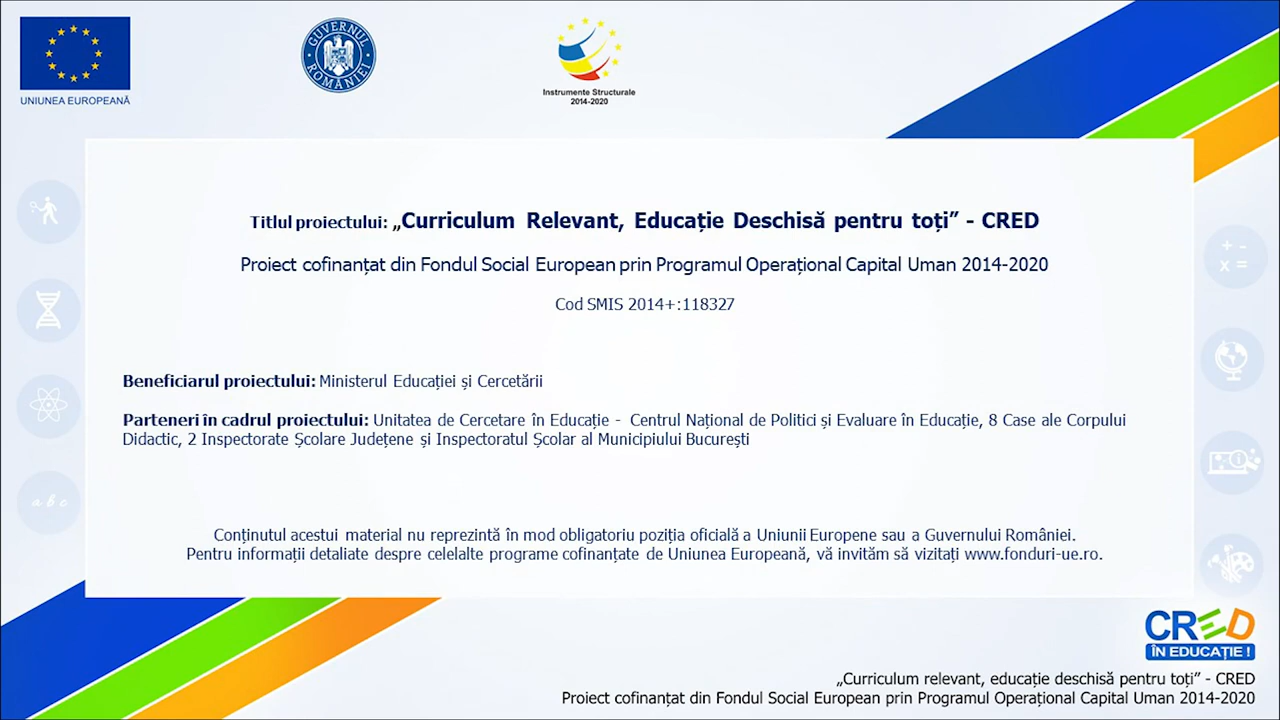 UNIUNEA EUROPEANĂ
GUVERNUL ROMÂNIEI
Instrumente Structurale
2014-2020
Titlul proiectului: „Curriculum Relevant, Educație Deschisă pentru toți” - CRED
Proiect cofinanțat din Fondul Social European prin Programul Operațional Capital Uman 2014-2020
Cod SMIS 2014+:118327
+ -
x =
Beneficiarul proiectului: Ministerul Educației și Cercetării
Parteneri în cadrul proiectului: Unitatea de Cercetare în Educație - Centrul Național de Politici și Evaluare în Educație, 8 Case ale Corpului
Didactic, 2 Inspectorate Școlare Județene și Inspectoratul Școlar al Municipiului București
a b c
Conținutul acestui material nu reprezintă în mod obligatoriu poziția oficială a Uniunii Europene sau a Guvernului României.
Pentru informații detaliate despre celelalte programe cofinanțate de Uniunea Europeană, vă invităm să vizitați www.fonduri-ue.ro.
CRED
ÎN EDUCAȚIE !
„Curriculum relevant, educație deschisă pentru toți” - CRED
Proiect cofinanțat din Fondul Social European prin Programul Operațional Capital Uman 2014-2020